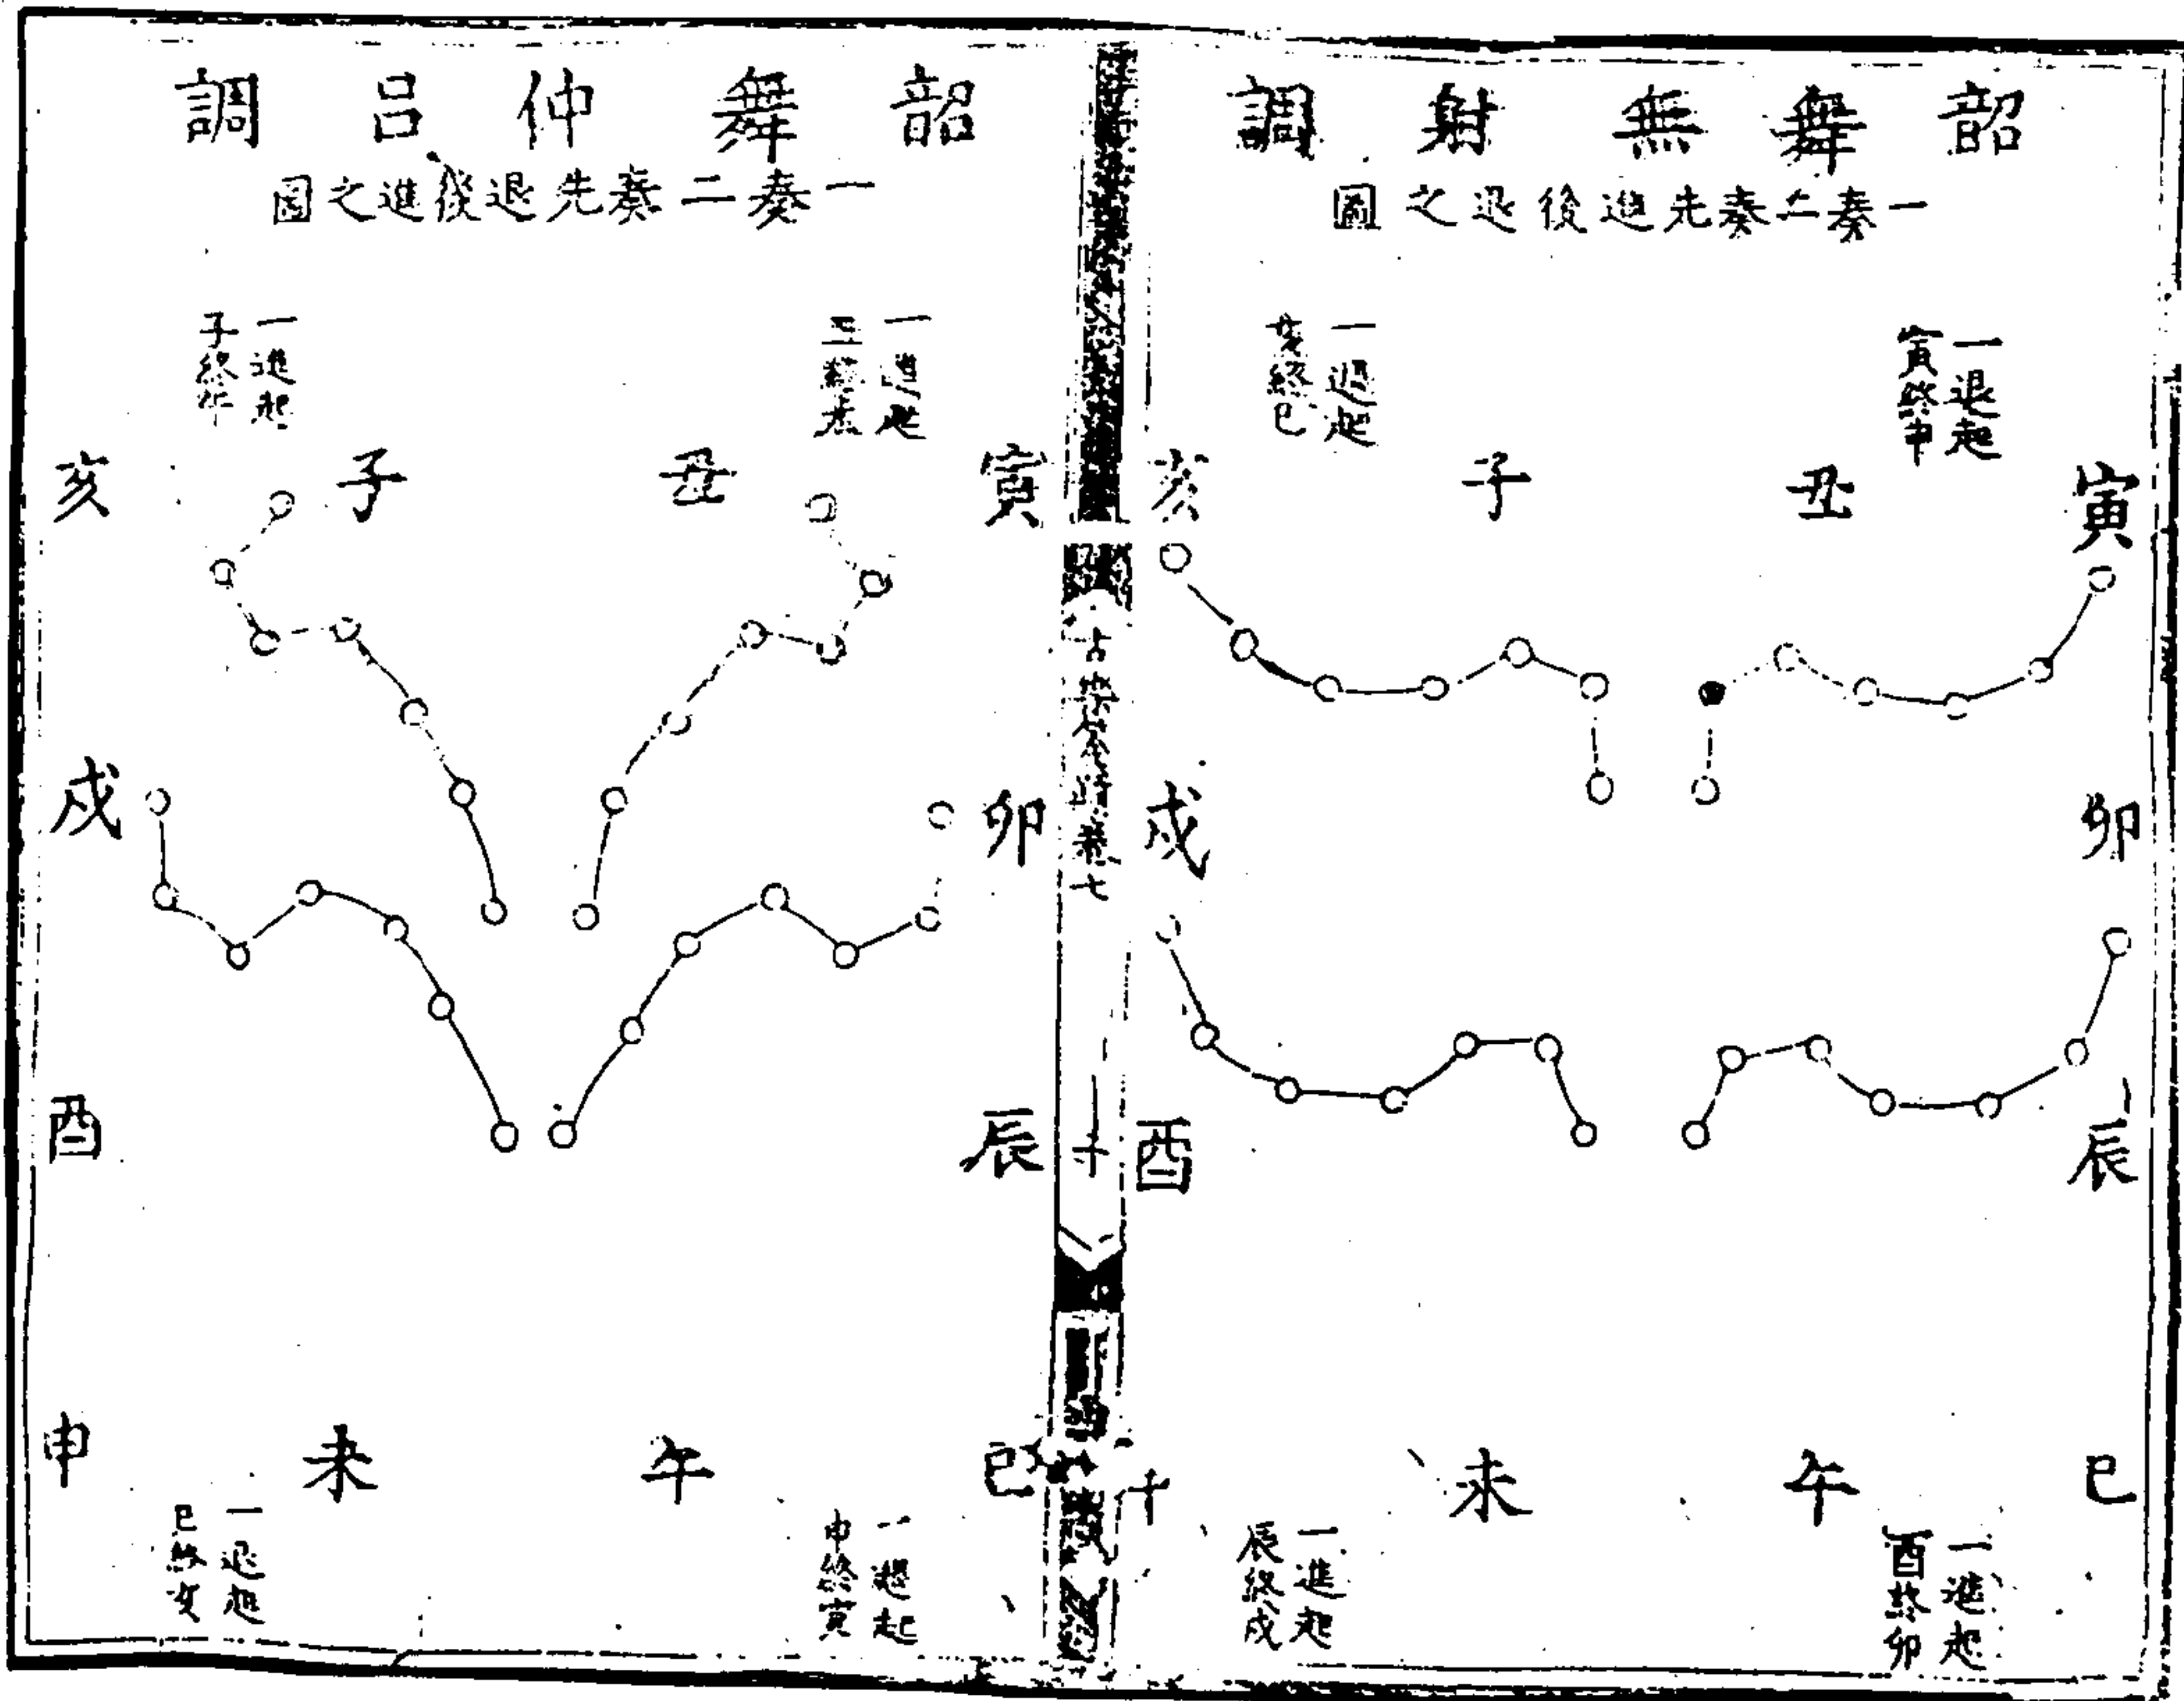 韶舞無射調
一奏二奏先進後退之圖
一退起
寅終申
一退起
亥終巳
寅
丑
子
亥
卯
戌
辰
酉
巳
午
未
一進起
酉終卯
一進起
辰終戌
卷七
韶舞仲呂調
一奏二奏先退後進之圖
一進起
一進起
子終午
寅
丑
子
亥
卯
戌
辰
酉
巳
午
未
申
一退起
申終寅
一退起
巳終亥